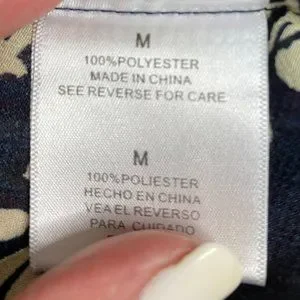 M
100%POLYESTER
MADE IN CHINA
SEE REVERSE FOR CARE
M
100%POLIESTER
HECHO EN CHINA
VEA EL REVERSO
PARA CUIDADO